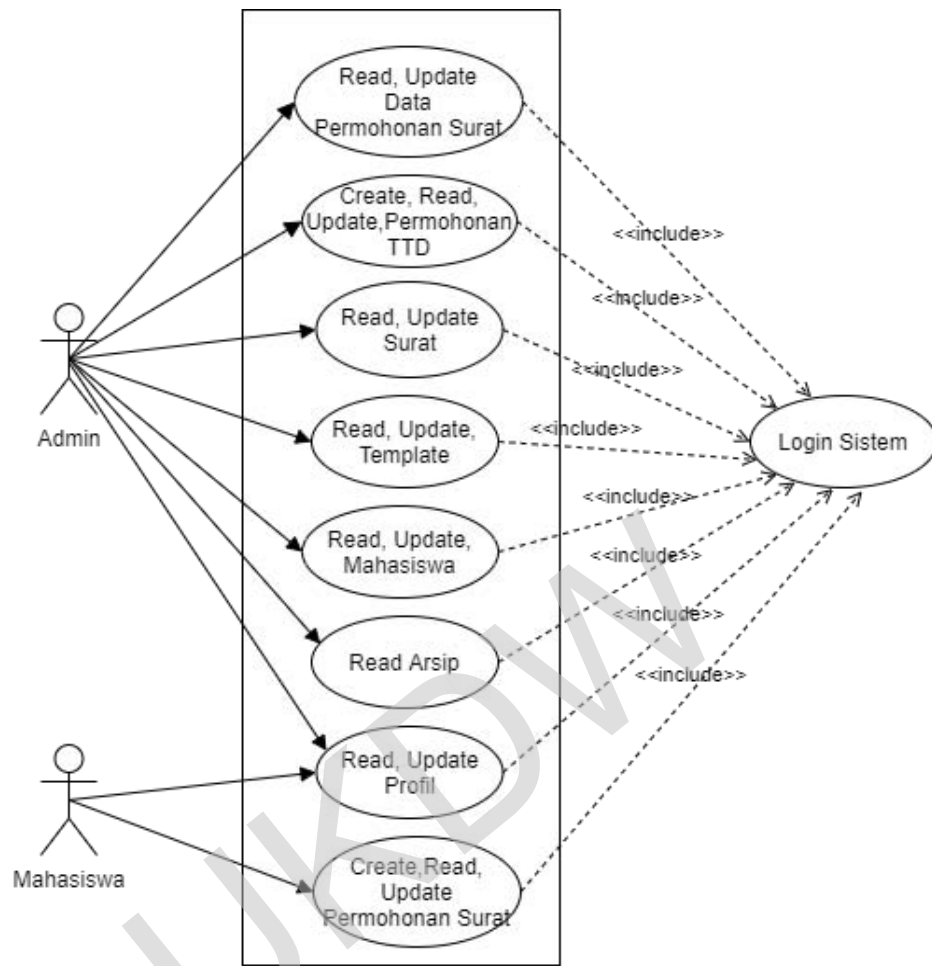 Read, Update
Data
Permohonan Surat
Create, Read,
Update,Permohonan
TTD
<<include>>
<<include>>
Read, Update
Surat
<<include>>
Admin
Read, Update,
Template
<<include>>
Login Sistem
Read, Update,
Mahasiswa
<<include>>
<<include>>
Read Arsip
<<include>>
<<include>>
Read, Update
Profil
Mahasiswa
Create,Read,
Update
Permohonan Surat
UKDW